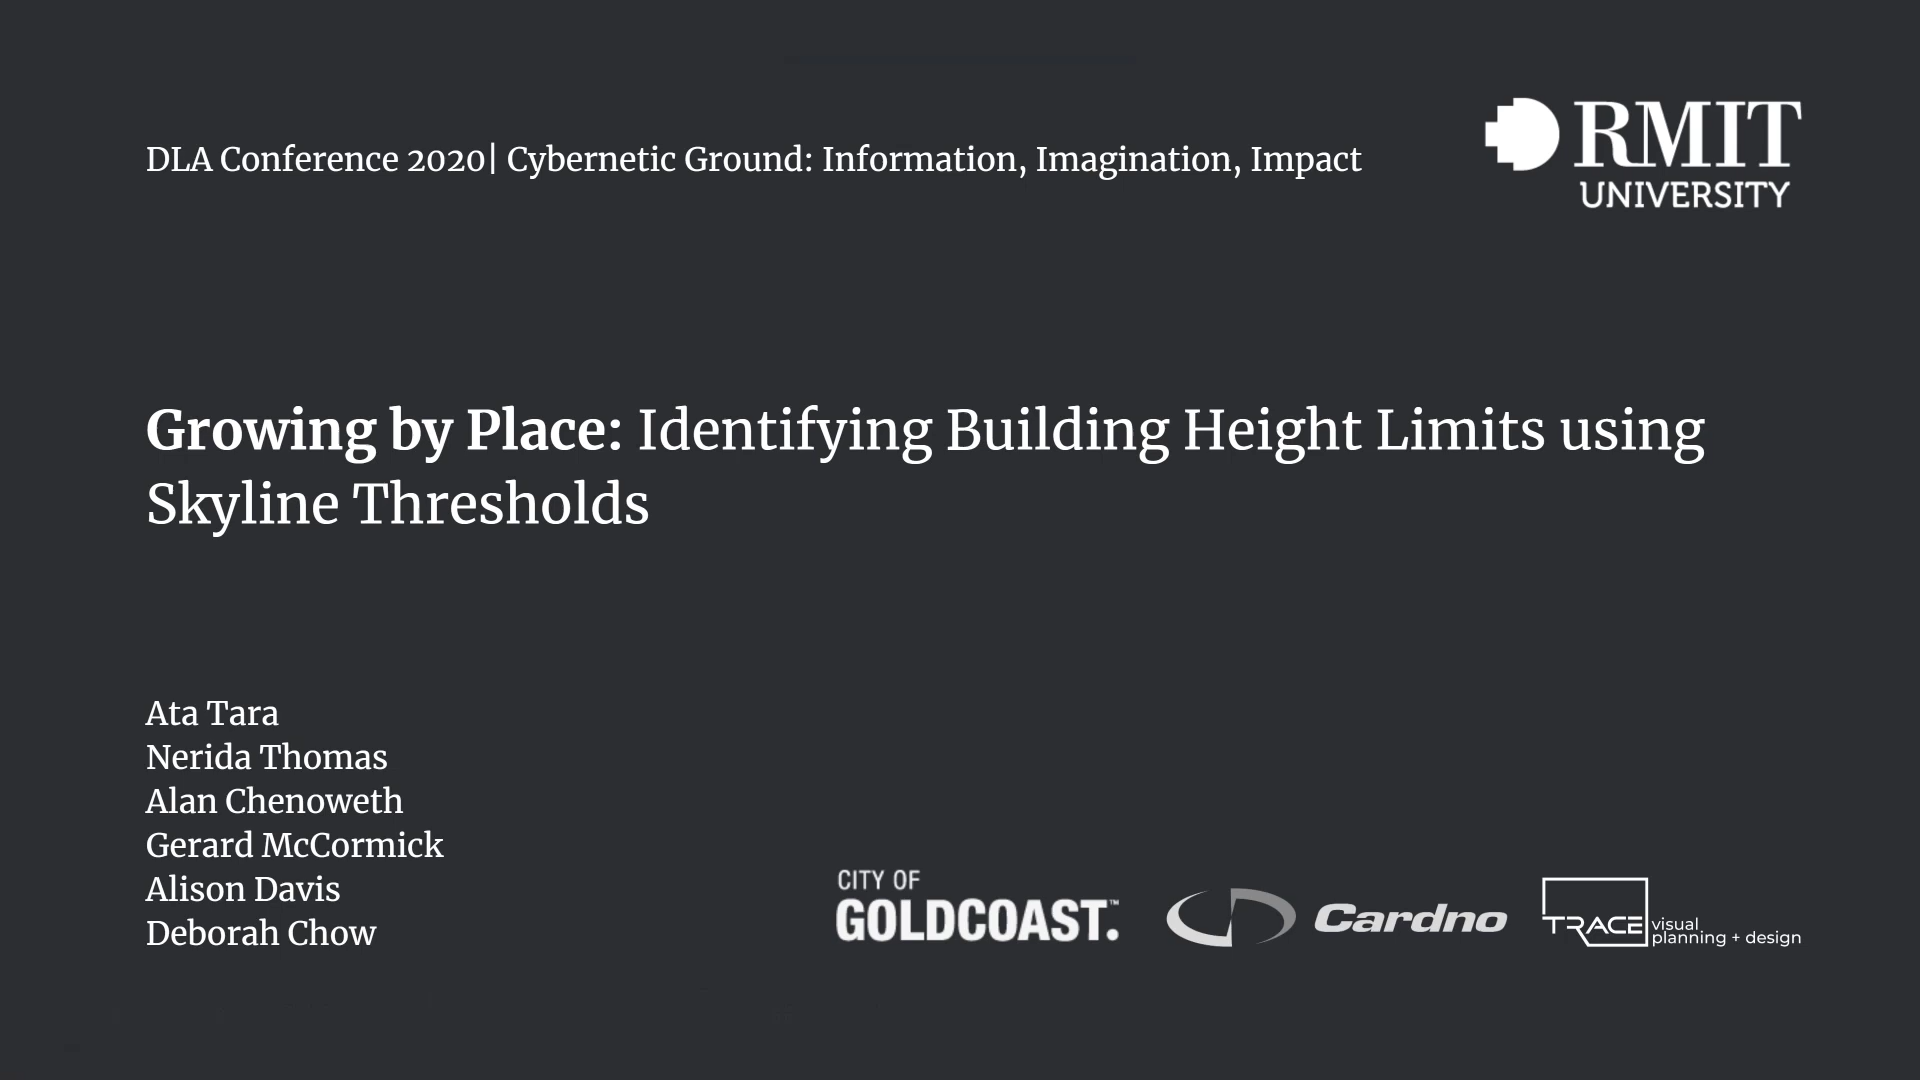 DLA Conference 2020| Cybernetic Ground: Information, Imagination, Impact
RMIT
UNIVERSITY
Growing by Place: Identifying Building Height Limits using
Skyline Thresholds
Ata Tara
Nerida Thomas
Alan Chenoweth
Gerard McCormick
Alison Davis
Deborah Chow
CITY OF
GOLDCOAST.™
Cardno
TRACE visual
planning + design